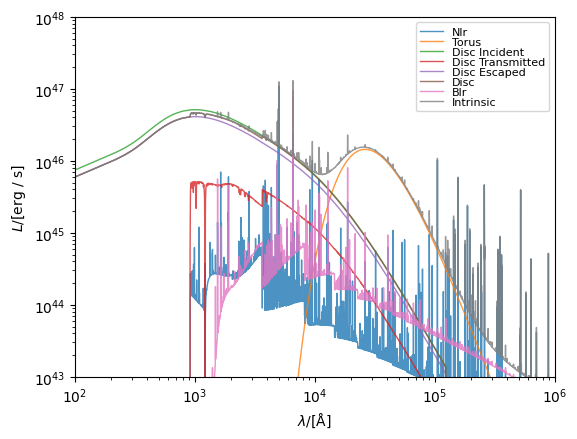 10^48
10^47
10^46
10^45
10^44
10^43
L/[erg / s]
Nlr
Torus
Disc Incident
Disc Transmitted
Disc Escaped
Disc
Blr
Intrinsic
10^2 10^3 10^4 10^5 10^6
λ/[Å]